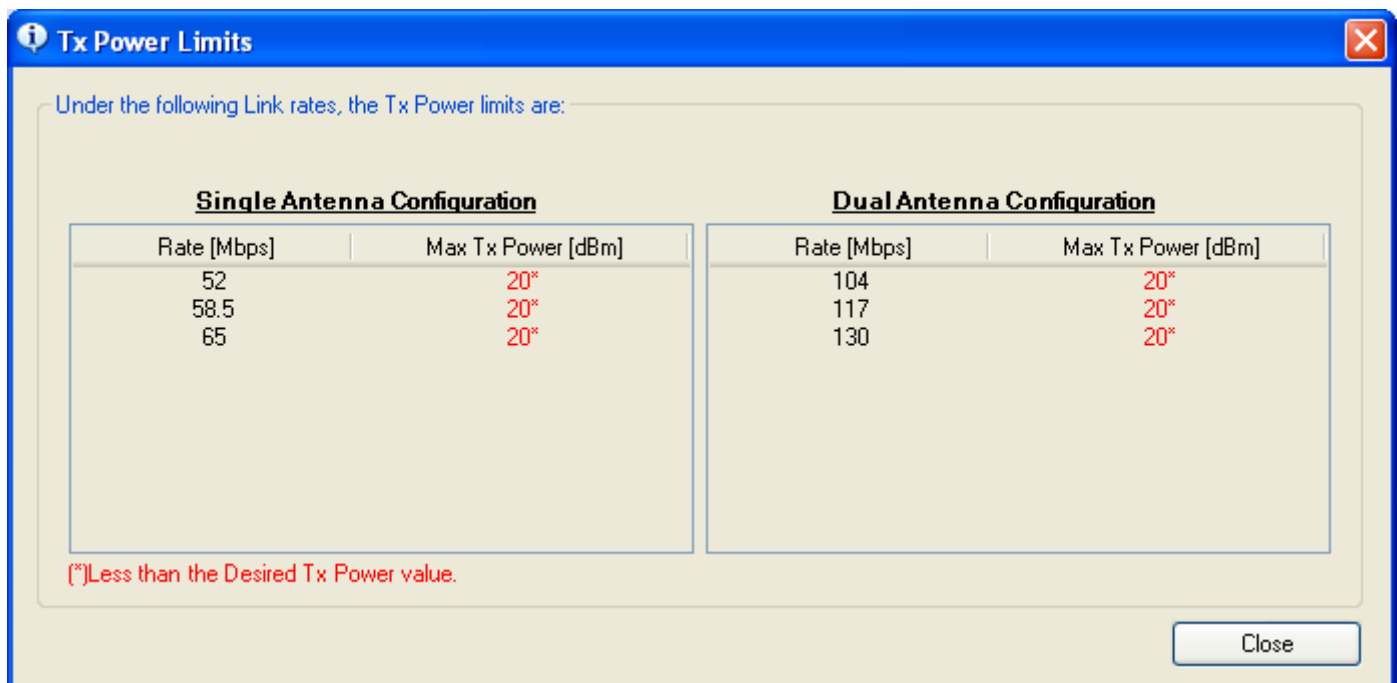 Tx Power Limits
Under the following Link rates, the Tx Power limits are:
Single Antenna Configuration
Rate [Mbps] Max Tx Power [dBm]
52 20*
58.5 20*
65 20*
Dual Antenna Configuration
Rate [Mbps] Max Tx Power [dBm]
104 20*
117 20*
130 20*
(*)Less than the Desired Tx Power value.
Close